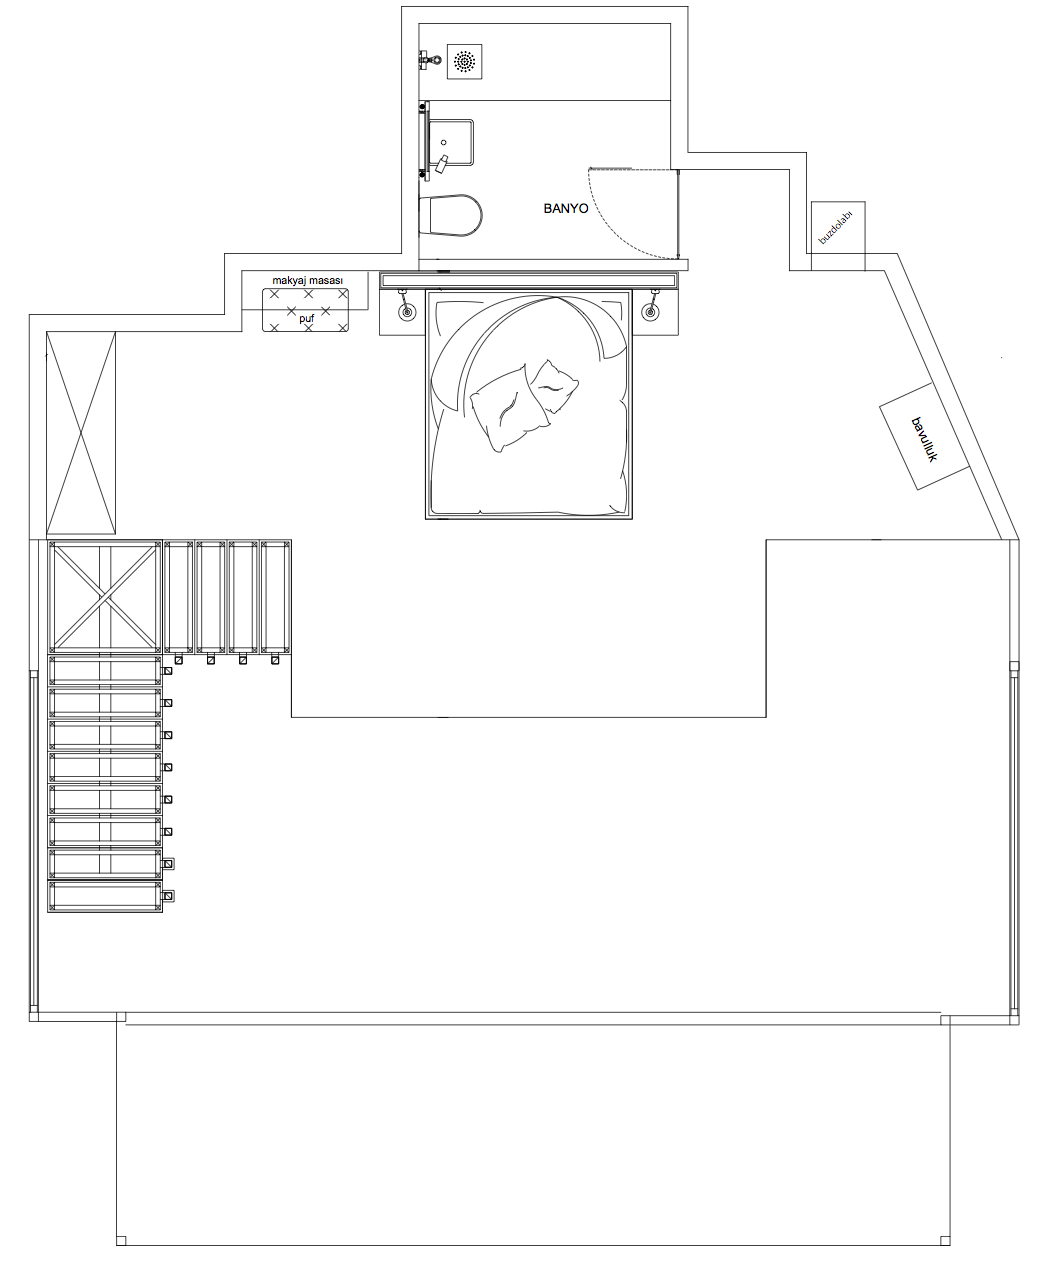 BANYO
buzdolabı
makyaj masası
puf
bavulluk